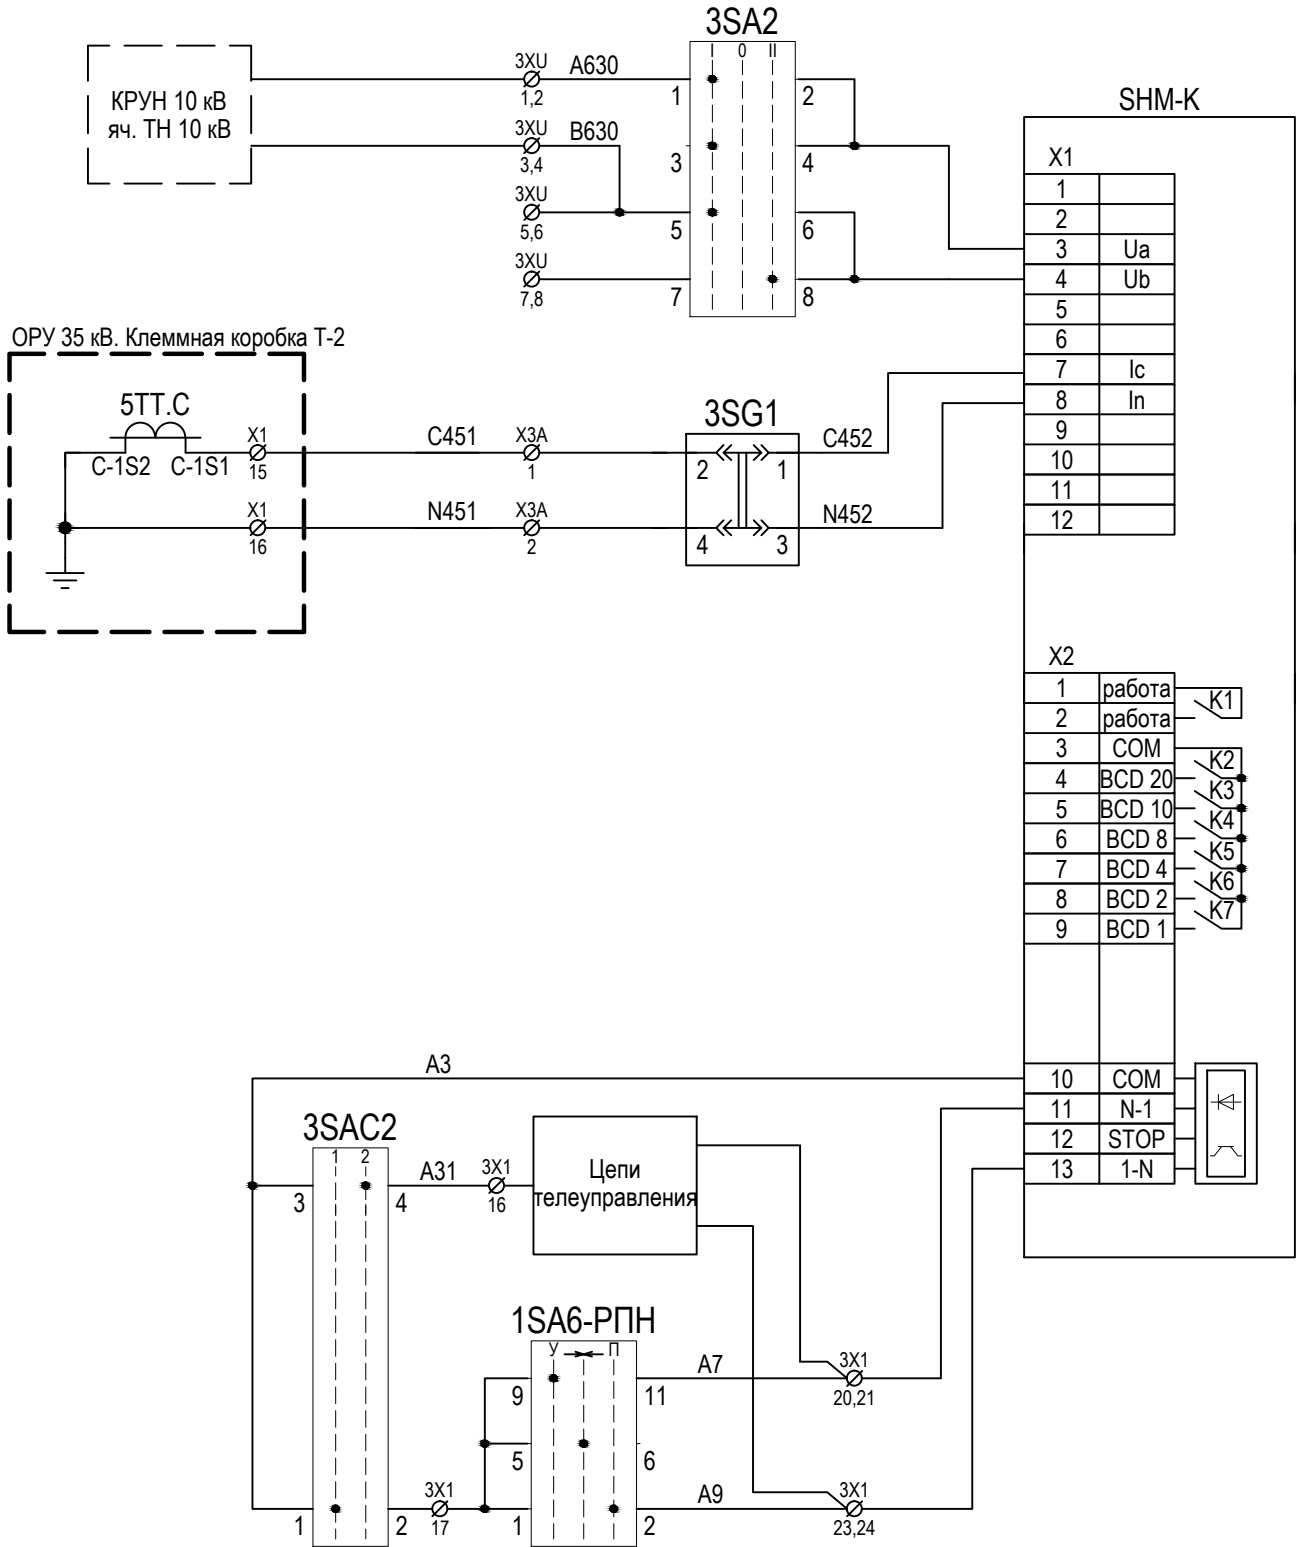 3SA2
I 0 II
КРУН 10 кВ
яч. ТН 10 кВ
3XU
1,2
A630
1
2
3XU
3,4
B630
3
4
3XU
5,6
5
6
3XU
7,8
7
8
SHM-K
X1
1
2
3 Ua
4 Ub
5
6
7 Ic
8 In
9
10
11
12
ОРУ 35 кВ. Клеммная коробка Т-2
5ТТ.С
C-1S2 C-1S1
X1
15
C451
X3A
1
3SG1
2
1
C452
X1
16
N451
X3A
2
4
3
N452
X2
1 работа
2 работа
K1
3 COM
4 BCD 20
K2
5 BCD 10
K3
6 BCD 8
K4
7 BCD 4
K5
8 BCD 2
K6
9 BCD 1
K7
10 COM
11 N-1
12 STOP
13 1-N
A3
3SAC2
1 2
3
4
A31
3X1
16
Цепи
телеуправления
1
2
3X1
17
1SA6-РПН
У П
9
11
A7
3X1
20,21
5
6
1
2
A9
3X1
23,24